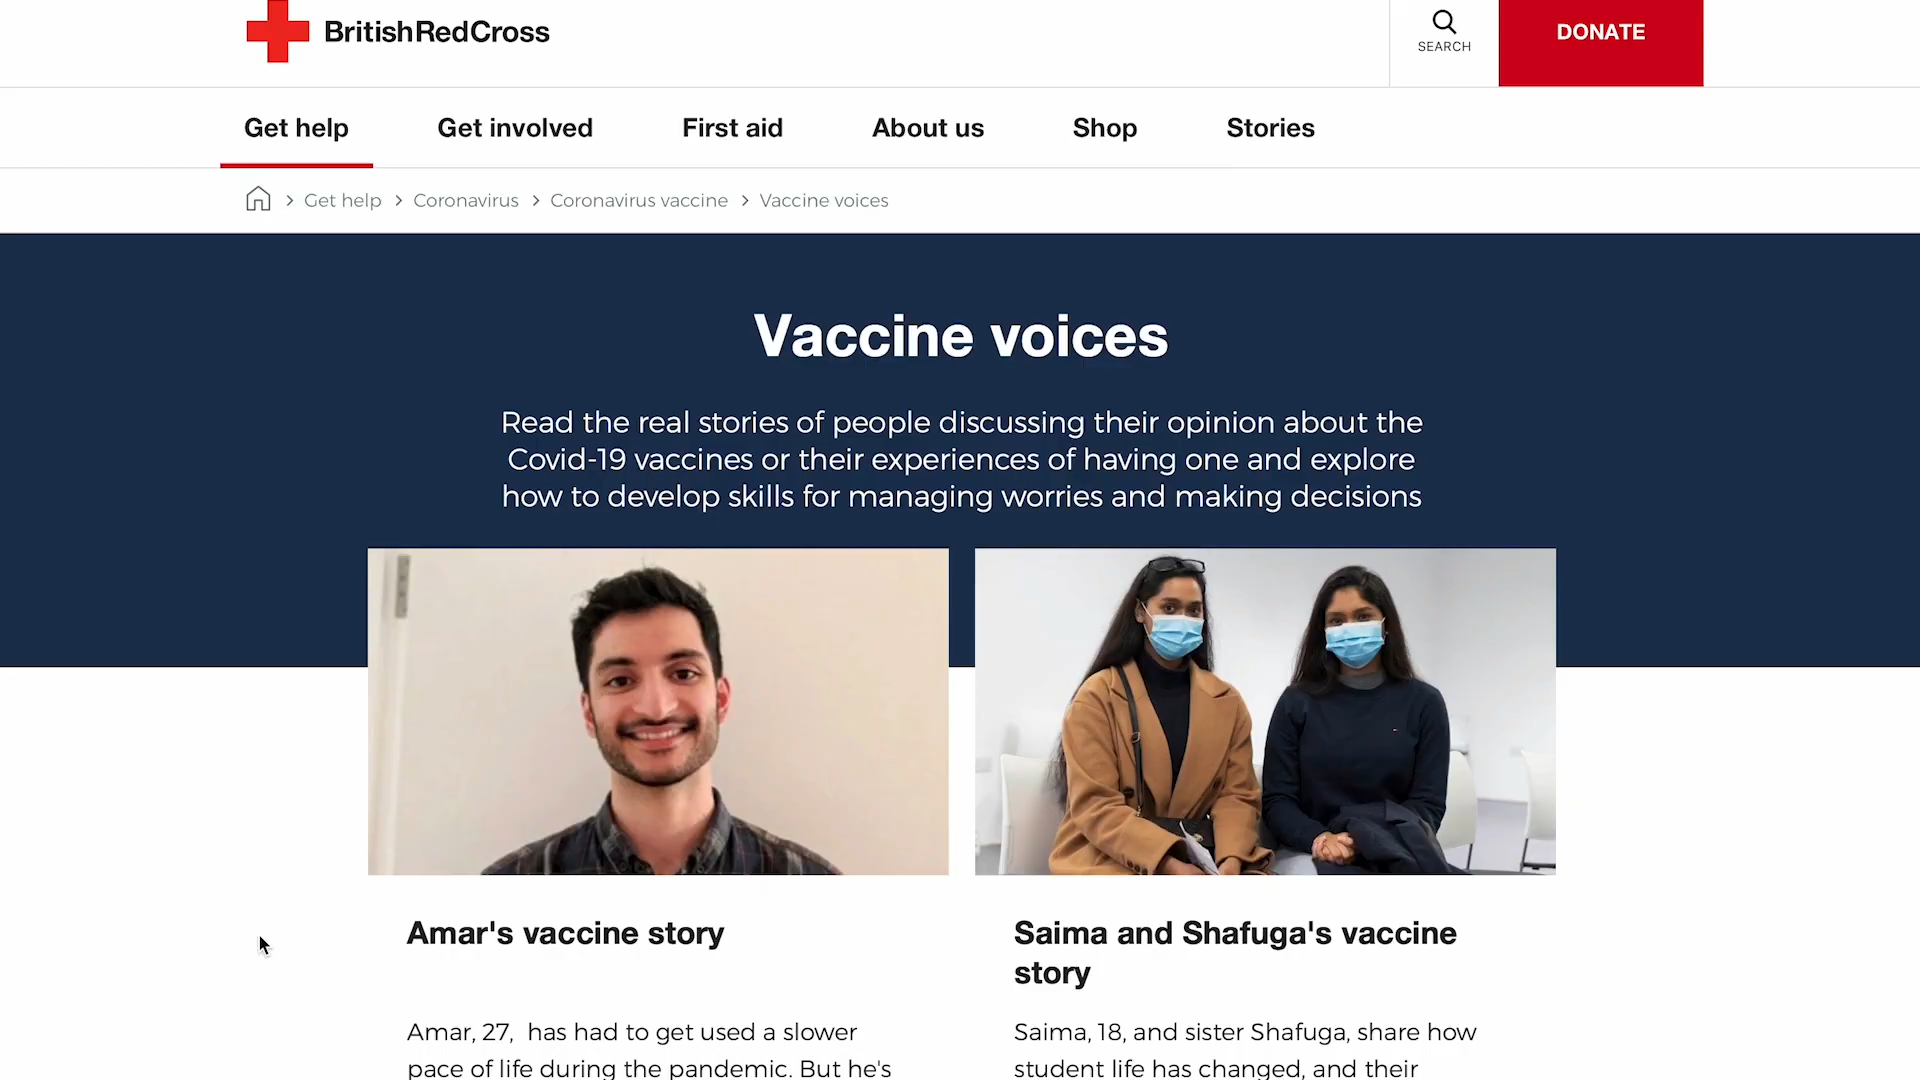 BritishRedCross
SEARCH
DONATE
Get help
Get involved
First aid
About us
Shop
Stories
Get help
Coronavirus
Coronavirus vaccine
Vaccine voices
Vaccine voices
Read the real stories of people discussing their opinion about the
Covid-19 vaccines or their experiences of having one and explore
how to develop skills for managing worries and making decisions
Amar's vaccine story
Amar, 27, has had to get used a slower
pace of life during the pandemic. But he's
Saima and Shafuga's vaccine
story
Saima, 18, and sister Shafuga, share how
student life has changed, and their